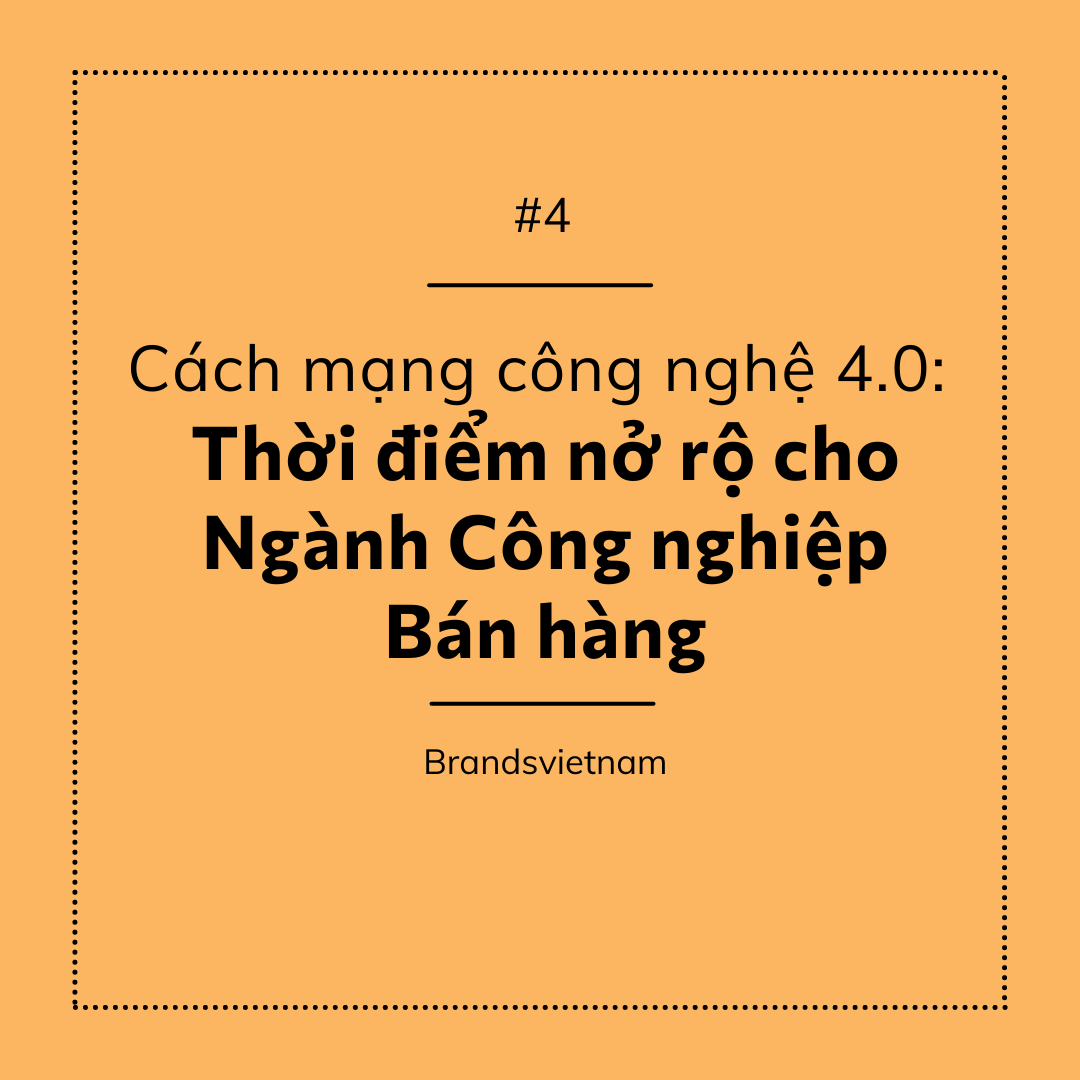 #4
Cách mạng công nghệ 4.0:
Thời điểm nở rộ cho
Ngành Công nghiệp
Bán hàng
Brandsvietnam